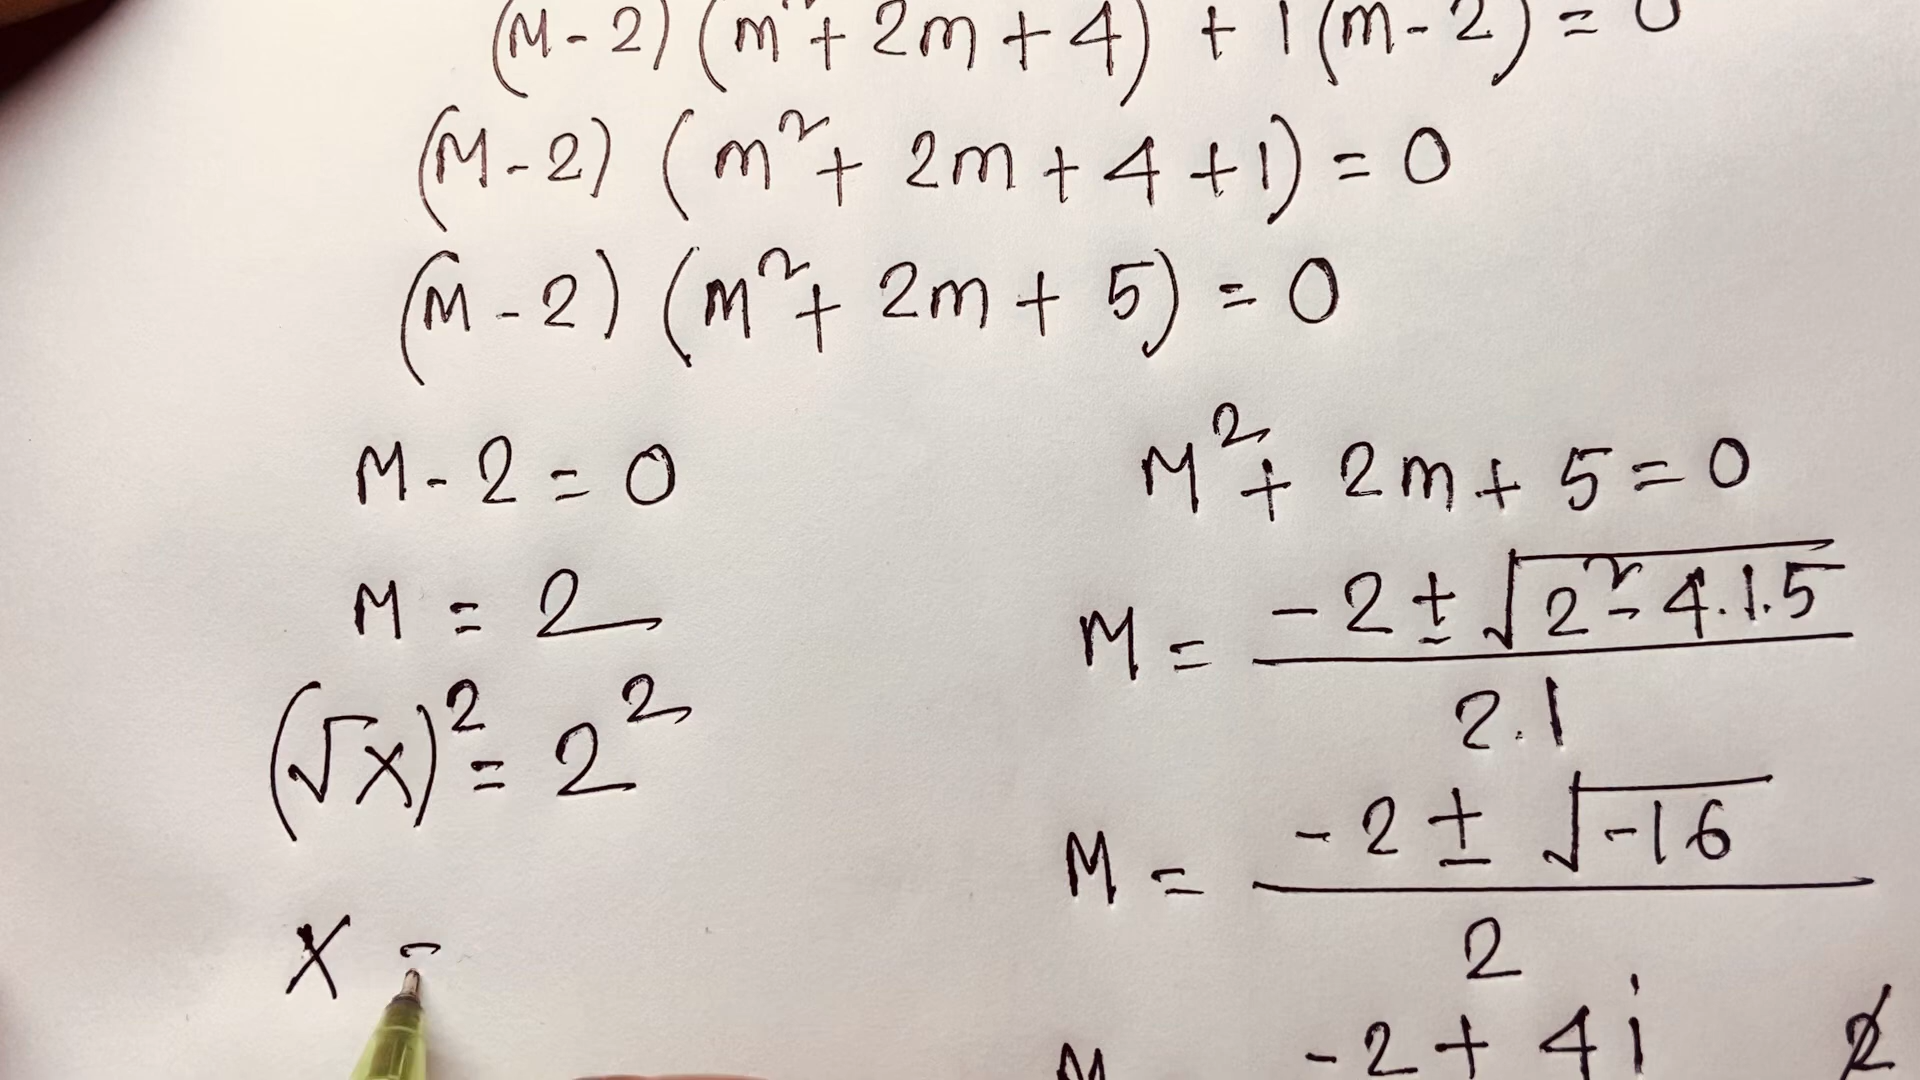 (M-2) (m²+ 2m + 4) + 1(m-2) = 0
(M-2) (m²+ 2m + 4 +1) = 0
(M-2) (m²+ 2m + 5) = 0
M-2 = 0
M = 2
(√x)² = 2²
X =
M²+ 2m + 5 = 0
M = (-2 ± √(2²-4.1.5))/(2.1)
M = (-2 ± √-16)/2
M -2 + 4i 2